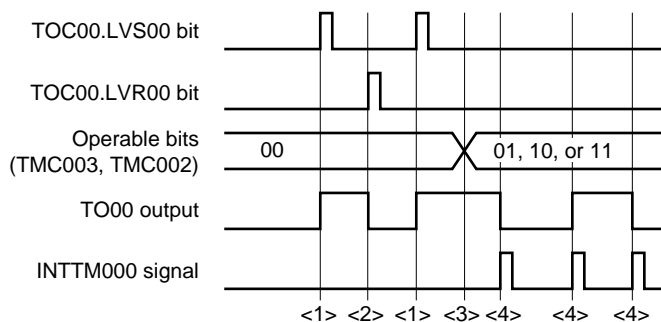 TOC00.LVS00 bit
TOC00.LVR00 bit
Operable bits
(TMC003, TMC002)
00
01, 10, or 11
TO00 output
INTTM000 signal
<1> <2> <1> <3> <4> <4> <4>